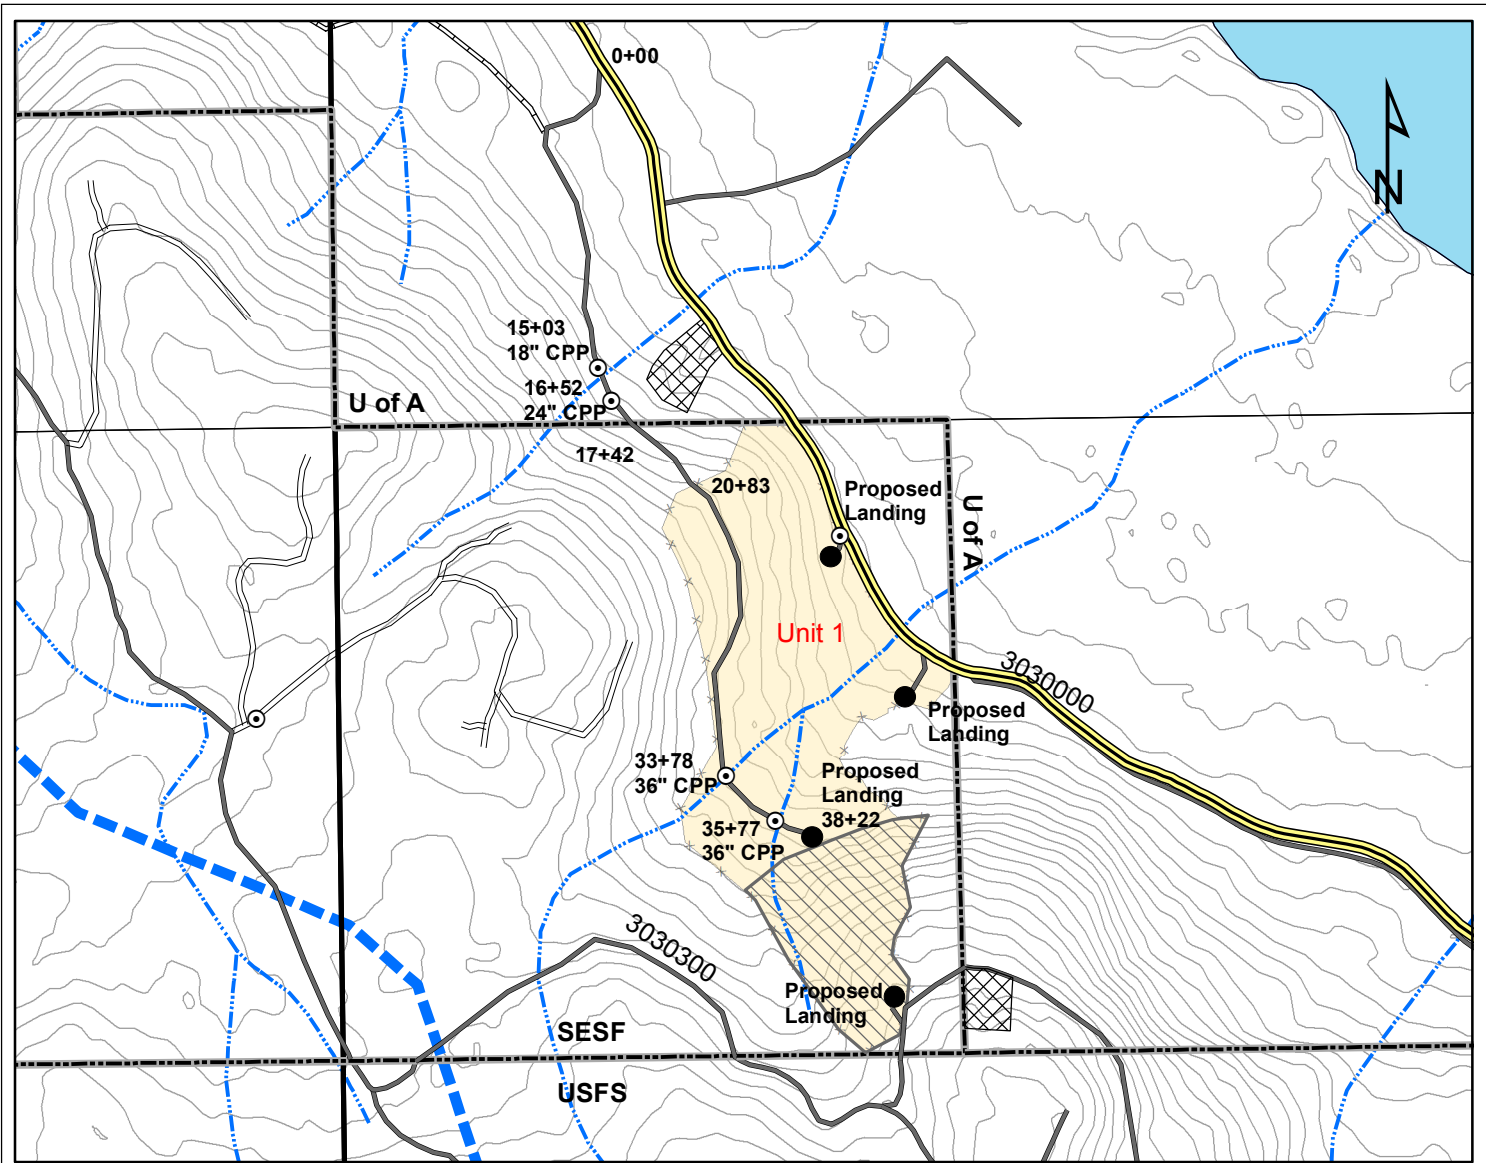 0+00
N
15+03
18" CPP
16+52
24" CPP
U of A
17+42
20+83
Proposed
Landing
U of A
Unit 1
3030000
Proposed
Landing
33+78
36" CPP
Proposed
Landing
38+22
35+77
36" CPP
3030300
Proposed
Landing
SESF
USFS